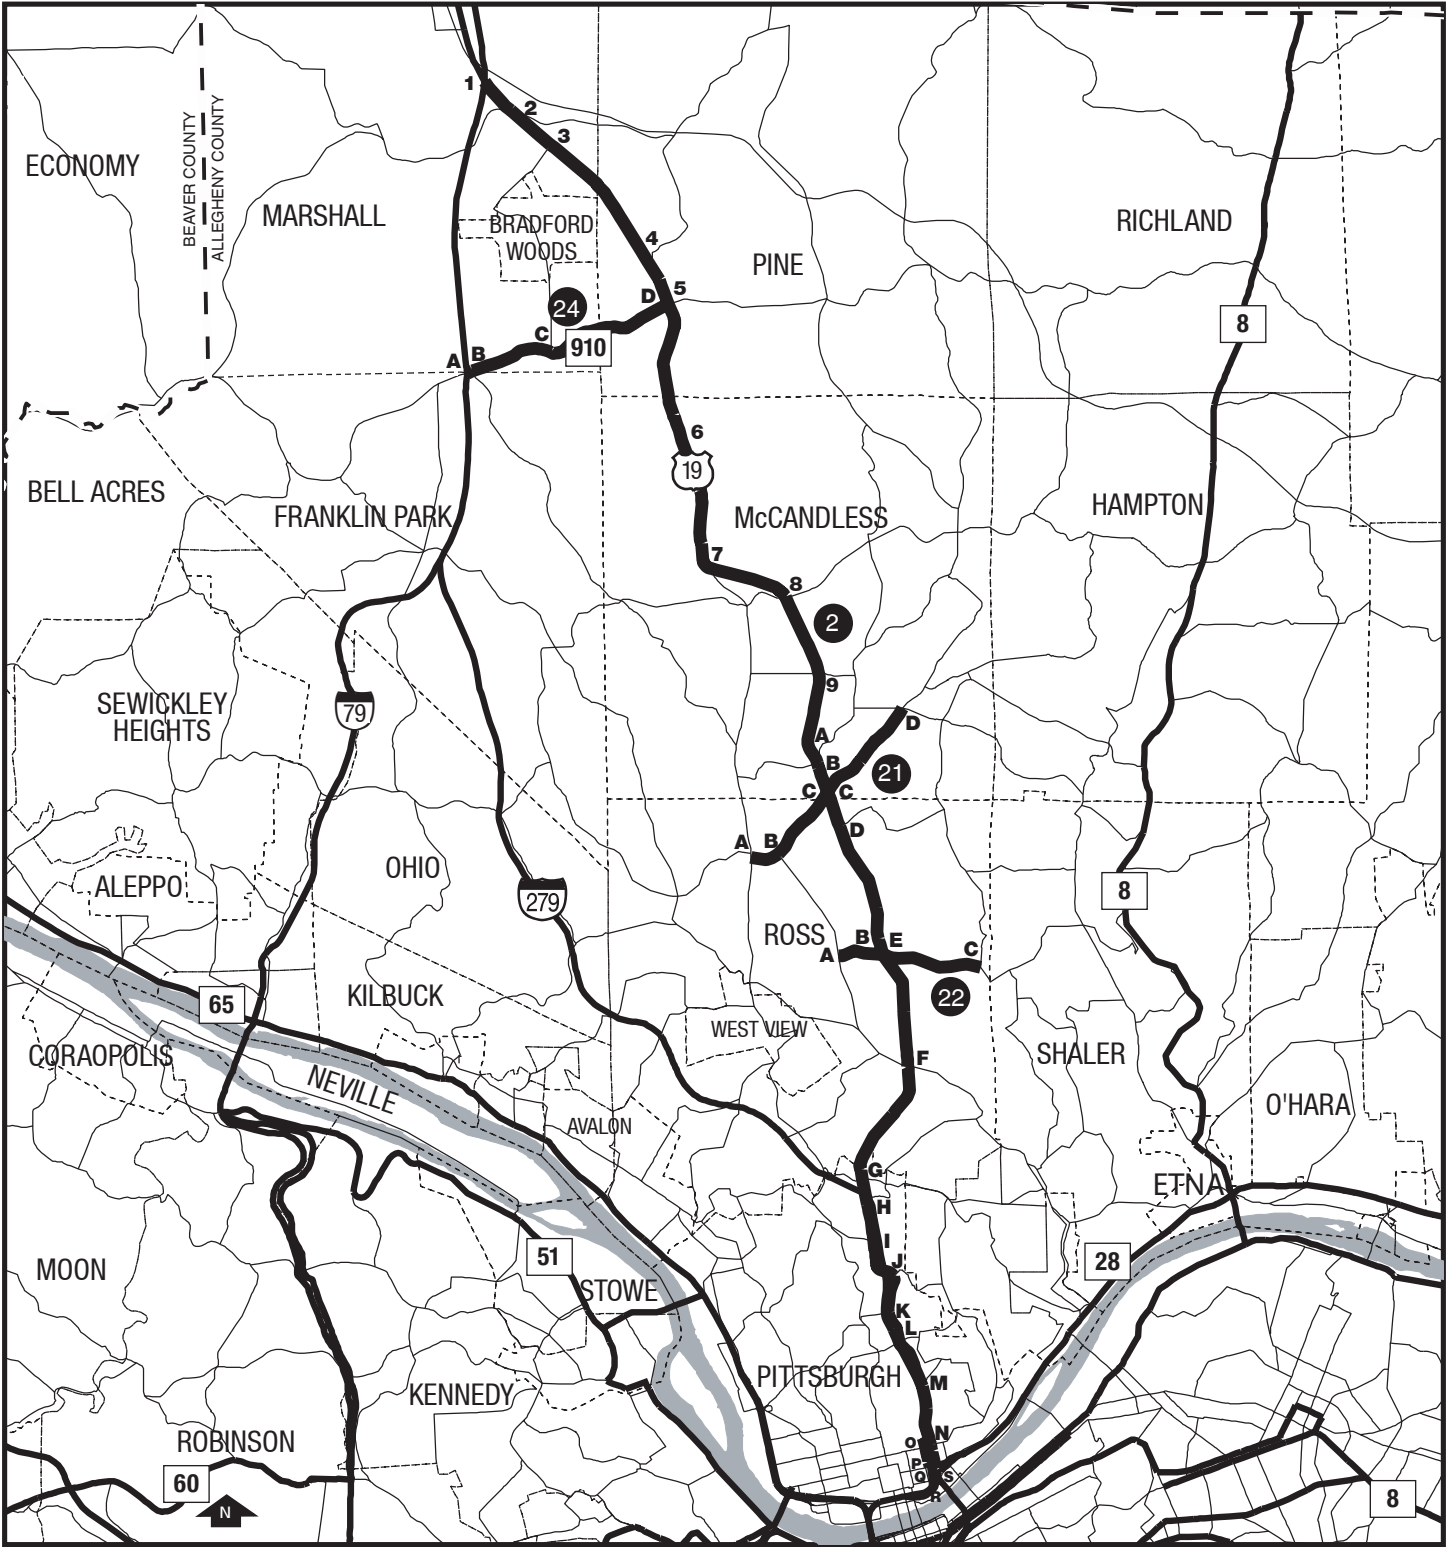 1
2
3
BEAVER COUNTY
ALLEGHENY COUNTY
ECONOMY
MARSHALL
BRADFORD
WOODS
RICHLAND
4
PINE
D
5
24
8
C
910
A
B
6
19
BELL ACRES
FRANKLIN PARK
McCANDLESS
HAMPTON
7
8
2
9
SEWICKLEY
HEIGHTS
79
D
A
B
21
C
C
D
A
B
OHIO
ALEPPO
279
8
ROSS
B
E
A
C
65
KILBUCK
22
WEST VIEW
CORAOPOLIS
SHALER
F
NEVILLE
O'HARA
AVALON
G
ETNA
H
I
J
51
28
MOON
STOWE
K
L
PITTSBURGH
M
KENNEDY
N
O
ROBINSON
P
Q
S
60
R
8
N